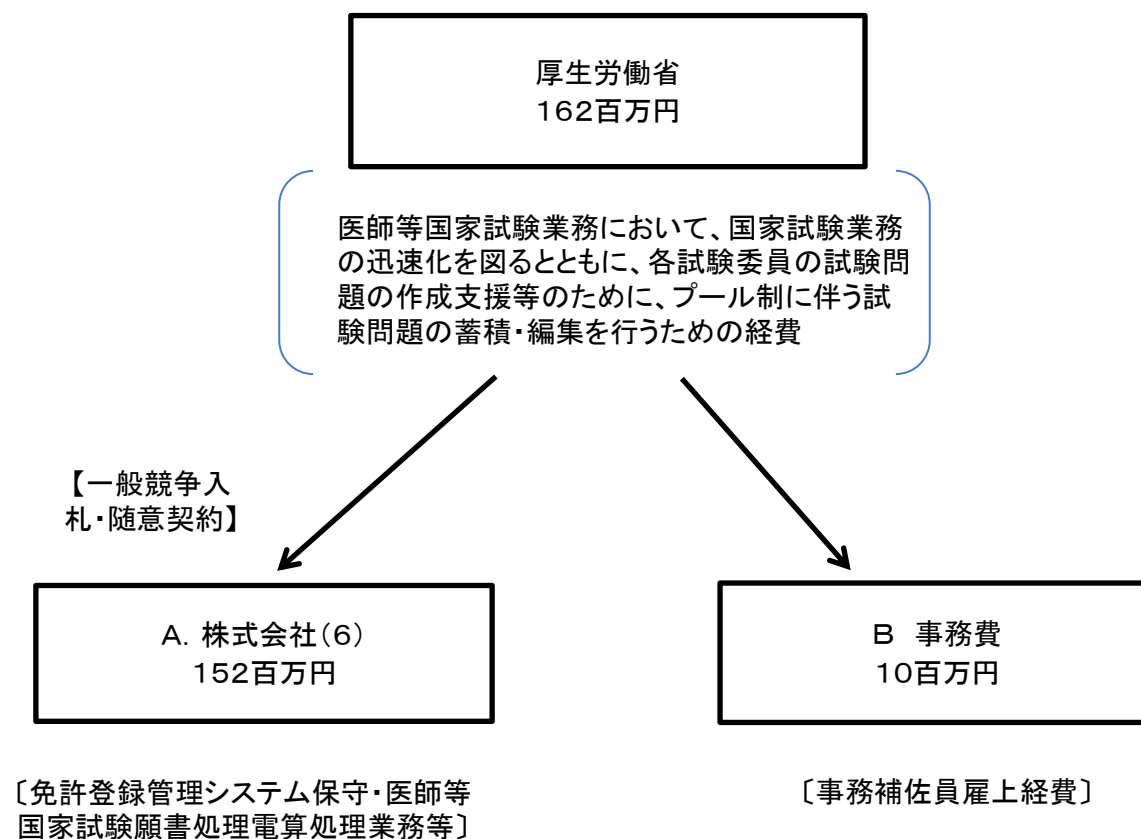 厚生労働省
162百万円
医師等国家試験業務において、国家試験業務
の迅速化を図るとともに、各試験委員の試験問
題の作成支援等のために、プール制に伴う試
験問題の蓄積・編集を行うための経費
【一般競争入
札・随意契約】
A. 株式会社(6)
152百万円
B 事務費
10百万円
〔免許登録管理システム保守・医師等
国家試験願書処理電算処理業務等〕
〔事務補佐員雇上経費〕